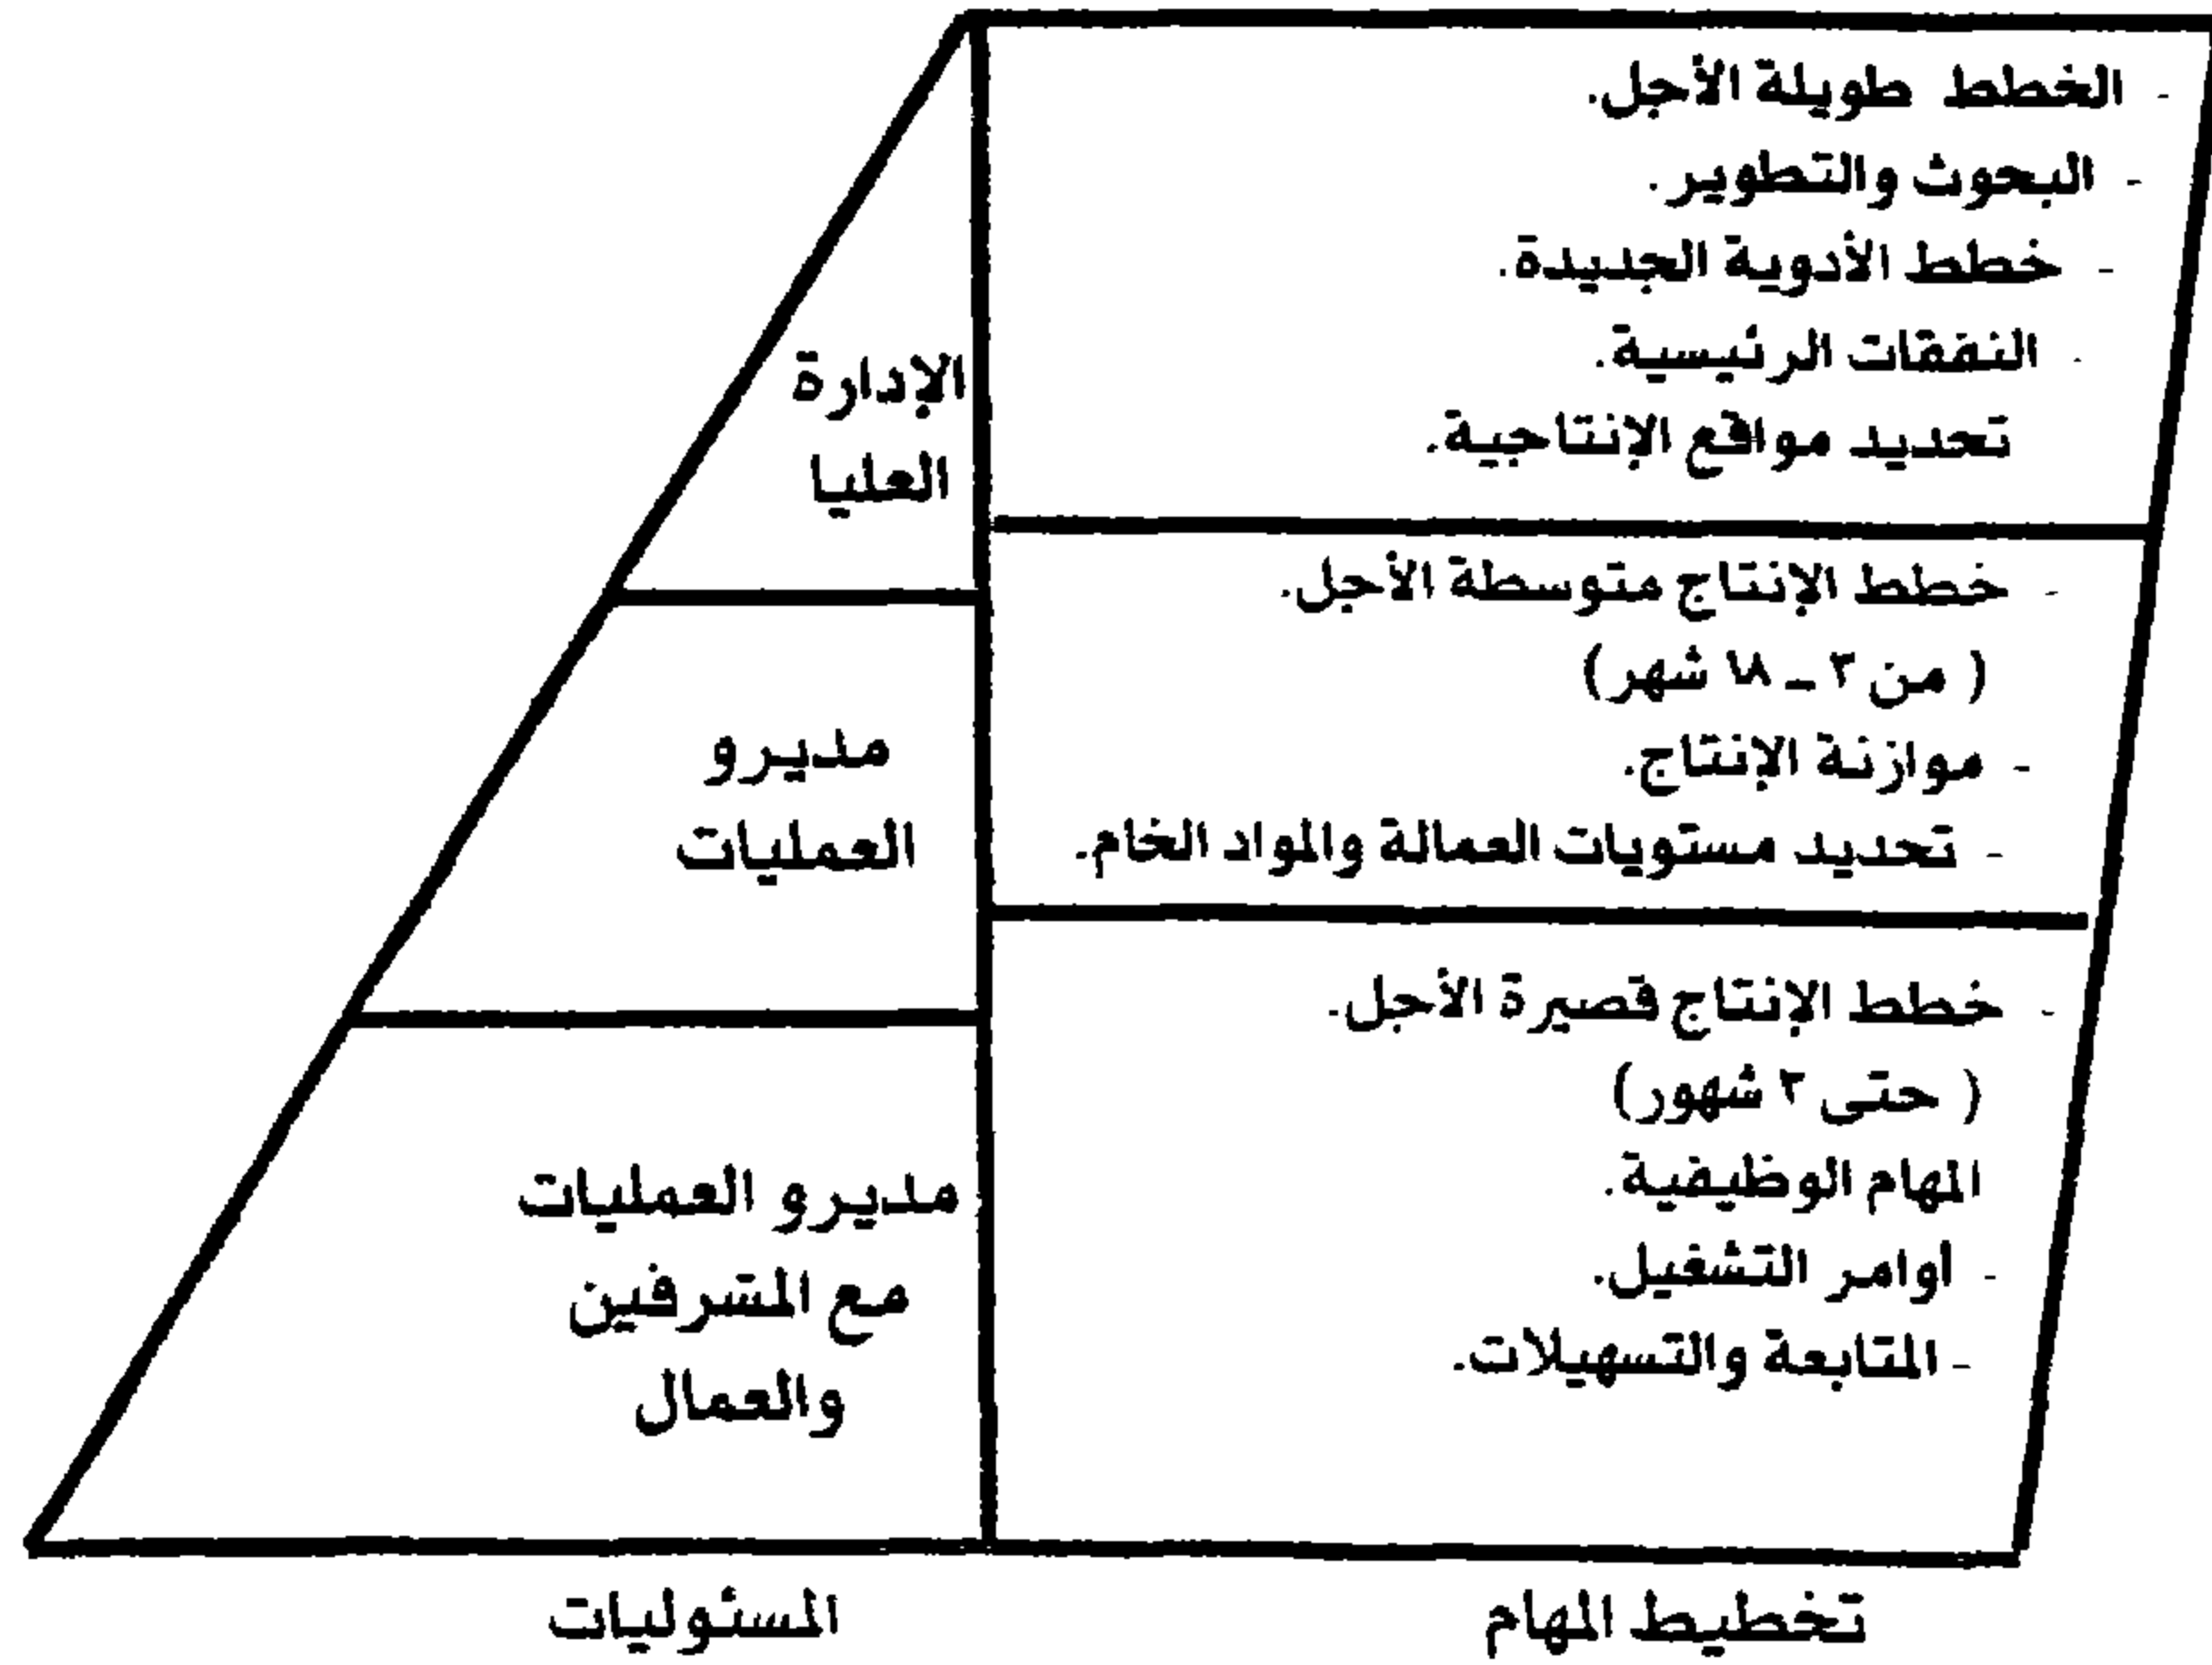 - الخطط طويلة الأجل.
- البحوث والتطوير.
- خطط الأدوية الجديدة.
- النفقات الرئيسية.
تحديد مواقع الإنتاجية.
الإدارة
العليا
- خطط الإنتاج متوسطة الأجل.
( من ٣ ـ ١٨ شهر)
- موازنة الإنتاج.
- تحديد مستويات العمالة والمواد الخام.
مديرو
العمليات
- خطط الإنتاج قصيرة الأجل.
( حتى ٣ شهور)
المهام الوظيفية.
- اوامر التشغيل.
- المتابعة والتسهيلات.
مديرو العمليات
مع المشرفين
والعمال
تخطيط المهام
المسئوليات